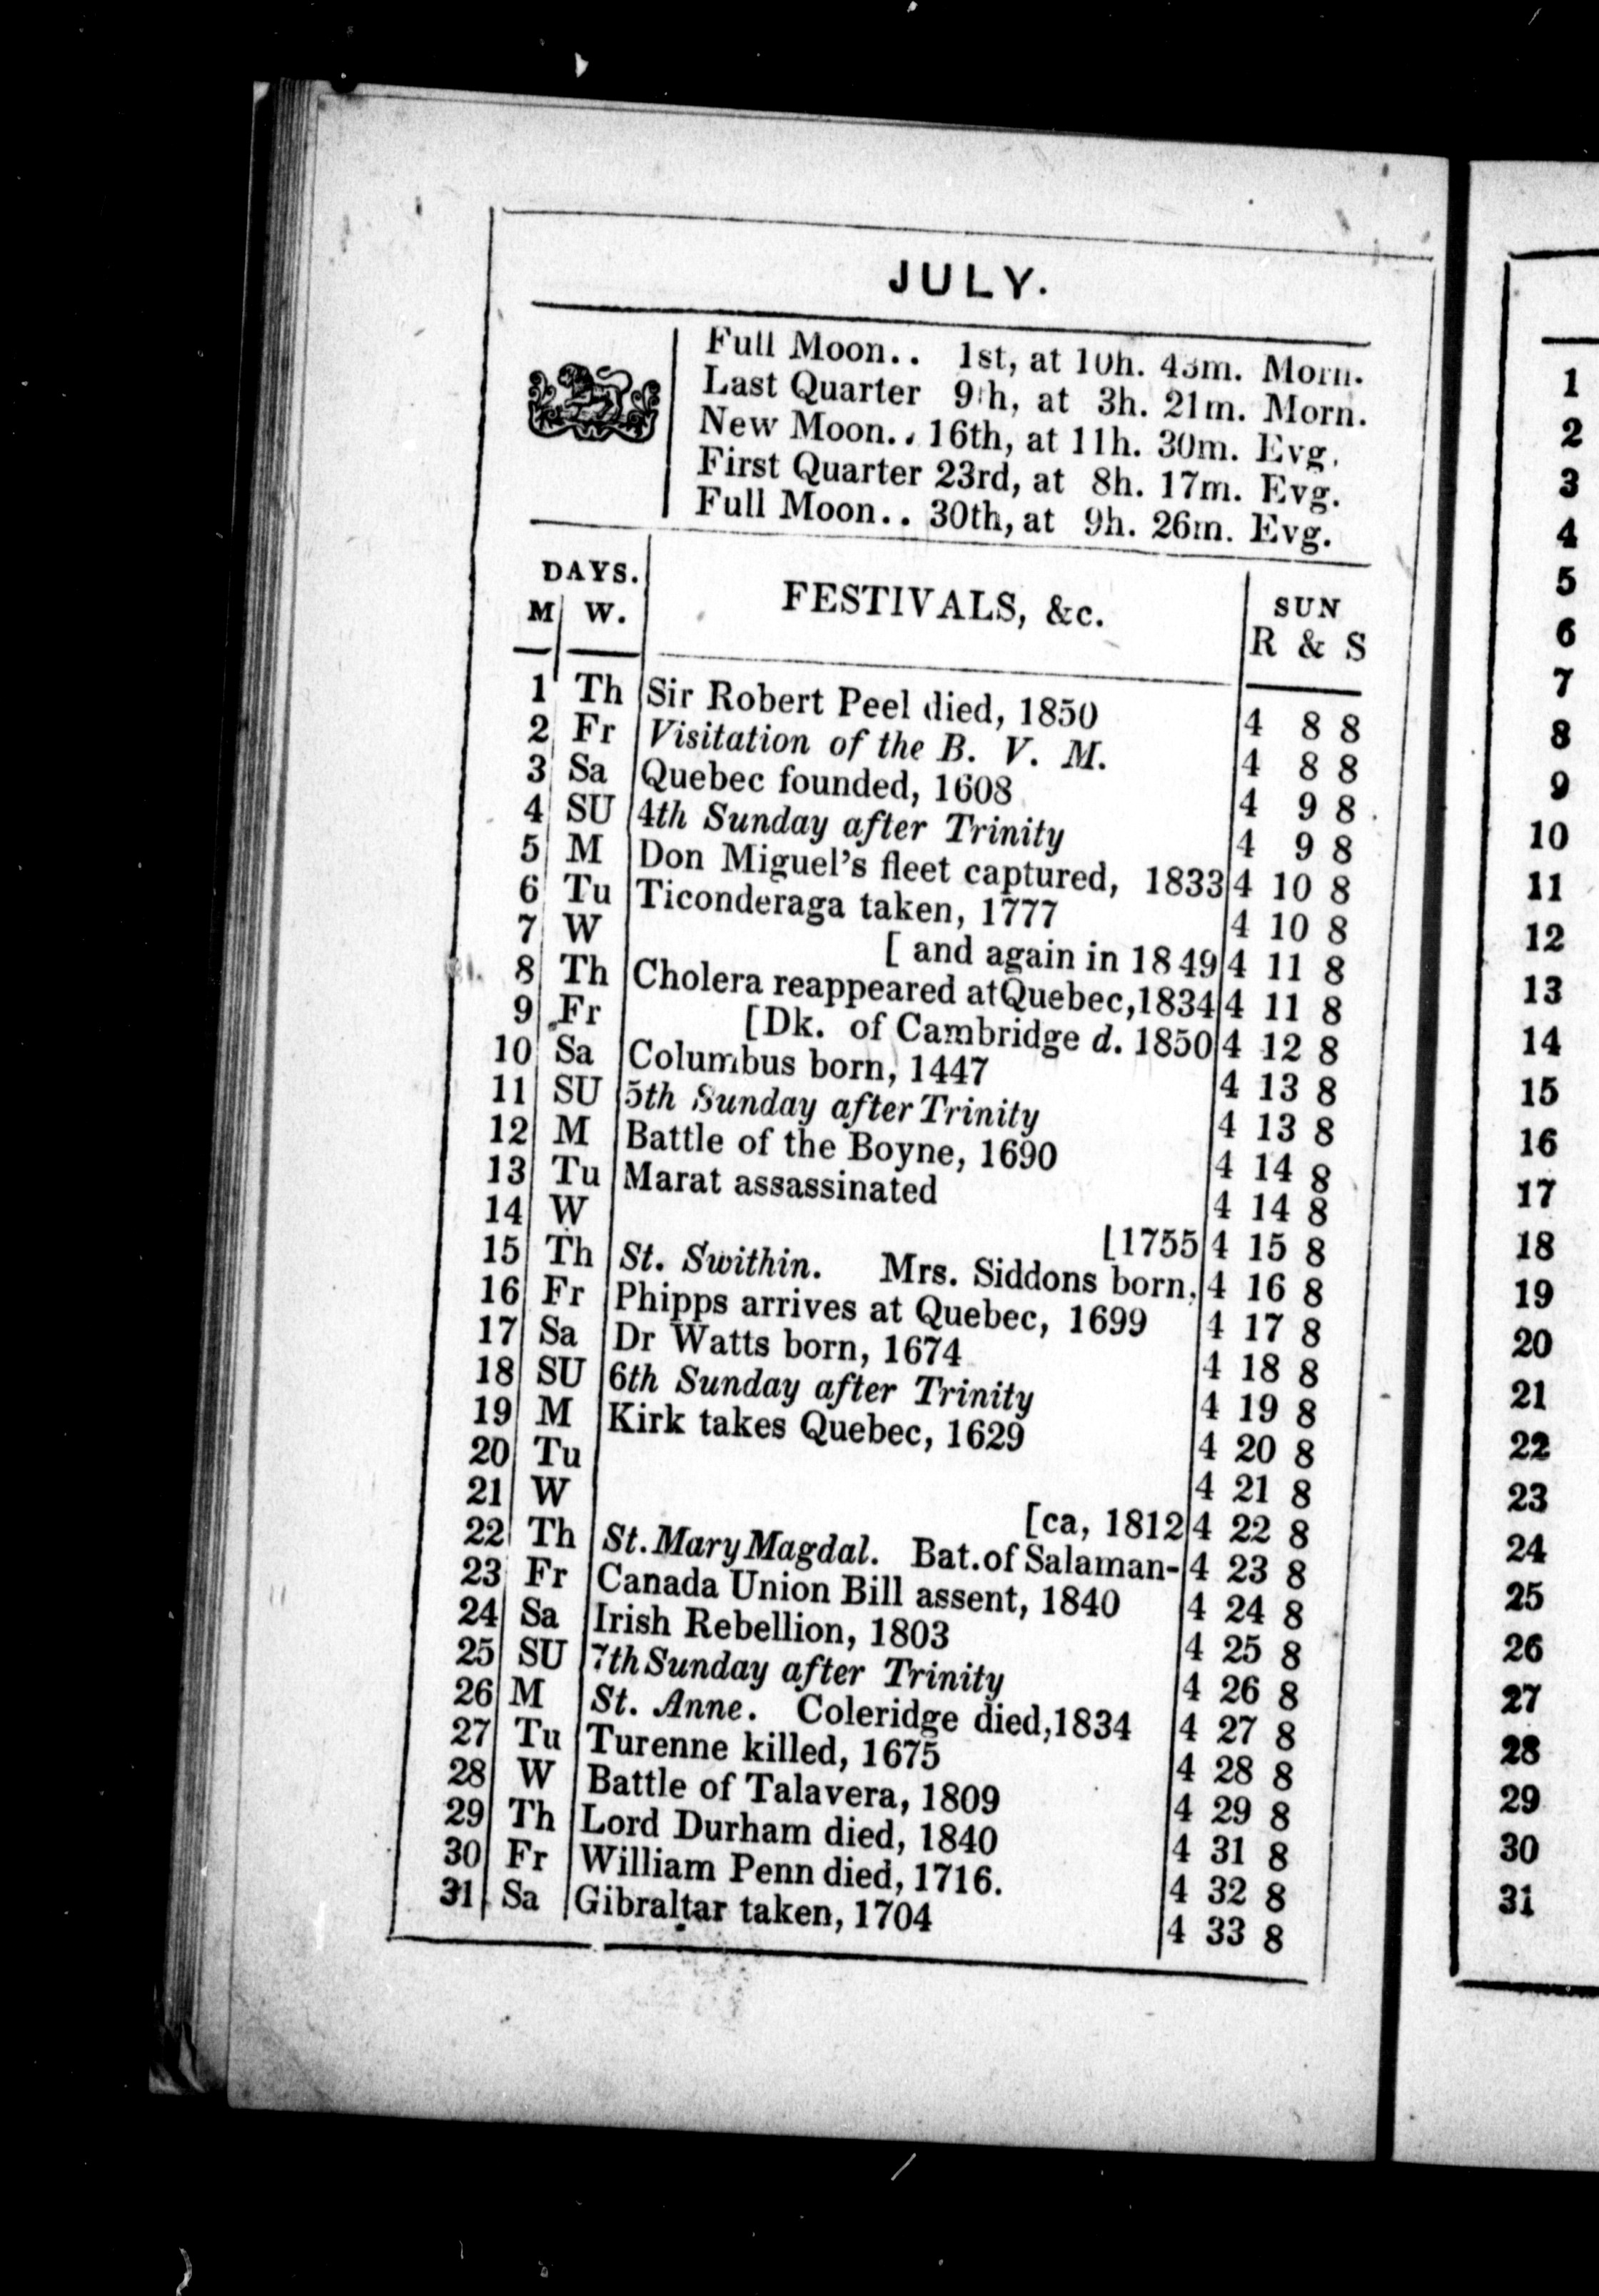 JULY.
Full Moon.. 1st, at 10h. 43m. Morn.
Last Quarter 9th, at 3h. 21m. Morn.
New Moon.. 16th, at 11h. 30m. Evg.
First Quarter 23rd, at 8h. 17m. Evg.
Full Moon.. 30th, at 9h. 26m. Evg.
DAYS.
M W. FESTIVALS, &c. SUN
R & S
1 Th Sir Robert Peel died, 1850 4 8 8
2 Fr Visitation of the B. V. M. 4 8 8
3 Sa Quebec founded, 1608 4 9 8
4 SU 4th Sunday after Trinity 4 9 8
5 M Don Miguel's fleet captured, 1833 4 10 8
6 Tu Ticonderaga taken, 1777 4 10 8
7 W [ and again in 1849 4 11 8
8 Th Cholera reappeared at Quebec, 1834 4 11 8
9 Fr [Dk. of Cambridge d. 1850 4 12 8
10 Sa Columbus born, 1447 4 13 8
11 SU 5th Sunday after Trinity 4 13 8
12 M Battle of the Boyne, 1690 4 14 8
13 Tu Marat assassinated 4 14 8
14 W [1755 4 15 8
15 Th St. Swithin. Mrs. Siddons born, 4 16 8
16 Fr Phipps arrives at Quebec, 1699 4 17 8
17 Sa Dr Watts born, 1674 4 18 8
18 SU 6th Sunday after Trinity 4 19 8
19 M Kirk takes Quebec, 1629 4 20 8
20 Tu 4 21 8
21 W [ca, 1812 4 22 8
22 Th St. Mary Magdal. Bat. of Salaman- 4 23 8
23 Fr Canada Union Bill assent, 1840 4 24 8
24 Sa Irish Rebellion, 1803 4 25 8
25 SU 7th Sunday after Trinity 4 26 8
26 M St. Anne. Coleridge died, 1834 4 27 8
27 Tu Turenne killed, 1675 4 28 8
28 W Battle of Talavera, 1809 4 29 8
29 Th Lord Durham died, 1840 4 31 8
30 Fr William Penn died, 1716. 4 32 8
31 Sa Gibraltar taken, 1704 4 33 8
1
2
3
4
5
6
7
8
9
10
11
12
13
14
15
16
17
18
19
20
21
22
23
24
25
26
27
28
29
30
31